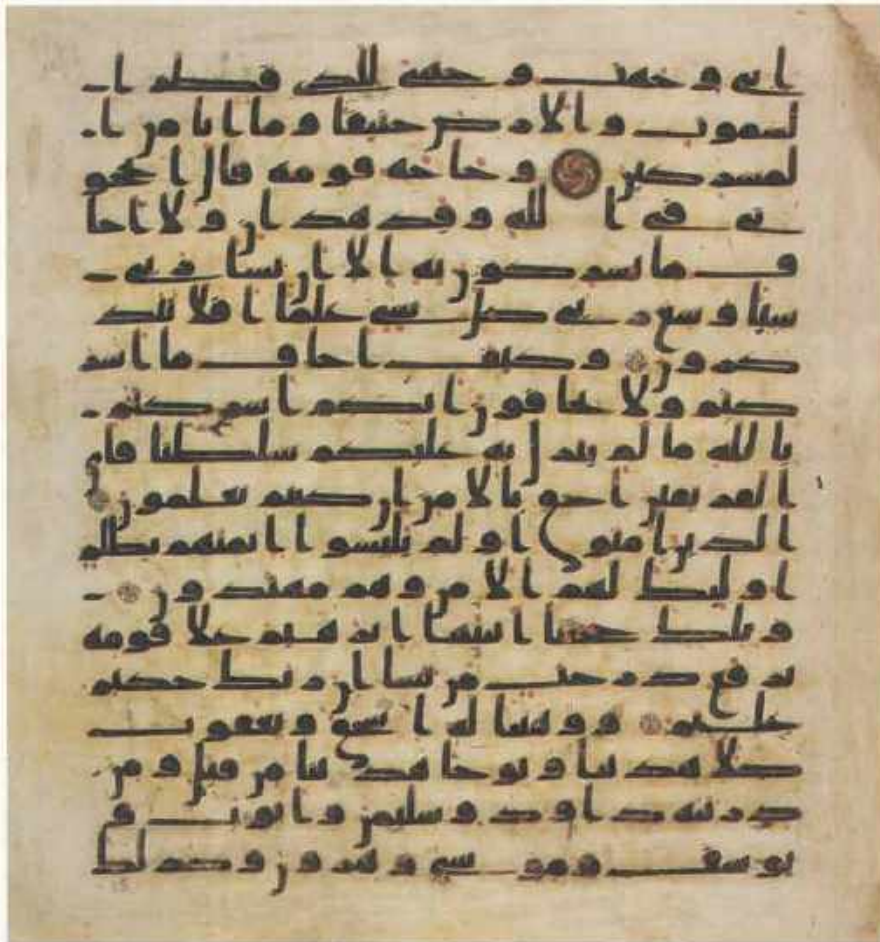 انى وجهت وجهى للذى فطر ا
لسموت والارض حنيفا وما انا من ا
لمشركين وحاجه قومه قال اتحجو
نى فى الله وقد هدين ولا اخا
ف ما تشركون به الا ان يشا ربى
شيا وسع ربى كل شى علما افلا تتذ
كرون وكيف اخاف ما اشر
كتم ولا تخافون انكم اشركتم
بالله ما لم ينزل به عليكم سلطنا فاى
الفريقين احق بالامن ان كنتم تعلمون
الذين امنوا ولم يلبسوا ايمنهم بظلم
اوليك لهم الامن وهم مهتدون
وتلك حجتنا اتينها ابرهيم على قومه
نرفع درجت من نشا ان ربك حكيم
عليم ووهبنا له اسحق ويعقوب
كلا هدينا ونوحا هدينا من قبل ومن
ذريته داود وسليمن وايوب و
يوسف وموسى وهرون وكذلك